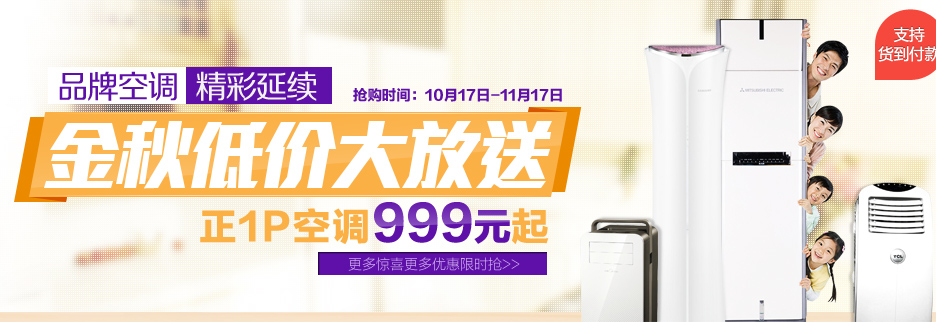 支持
货到付款
品牌空调 精彩延续
抢购时间：10月17日-11月17日
金秋低价大放送
正1P空调999元起
更多惊喜更多优惠限时抢>>
MITSUBISHI ELECTRIC
TCL